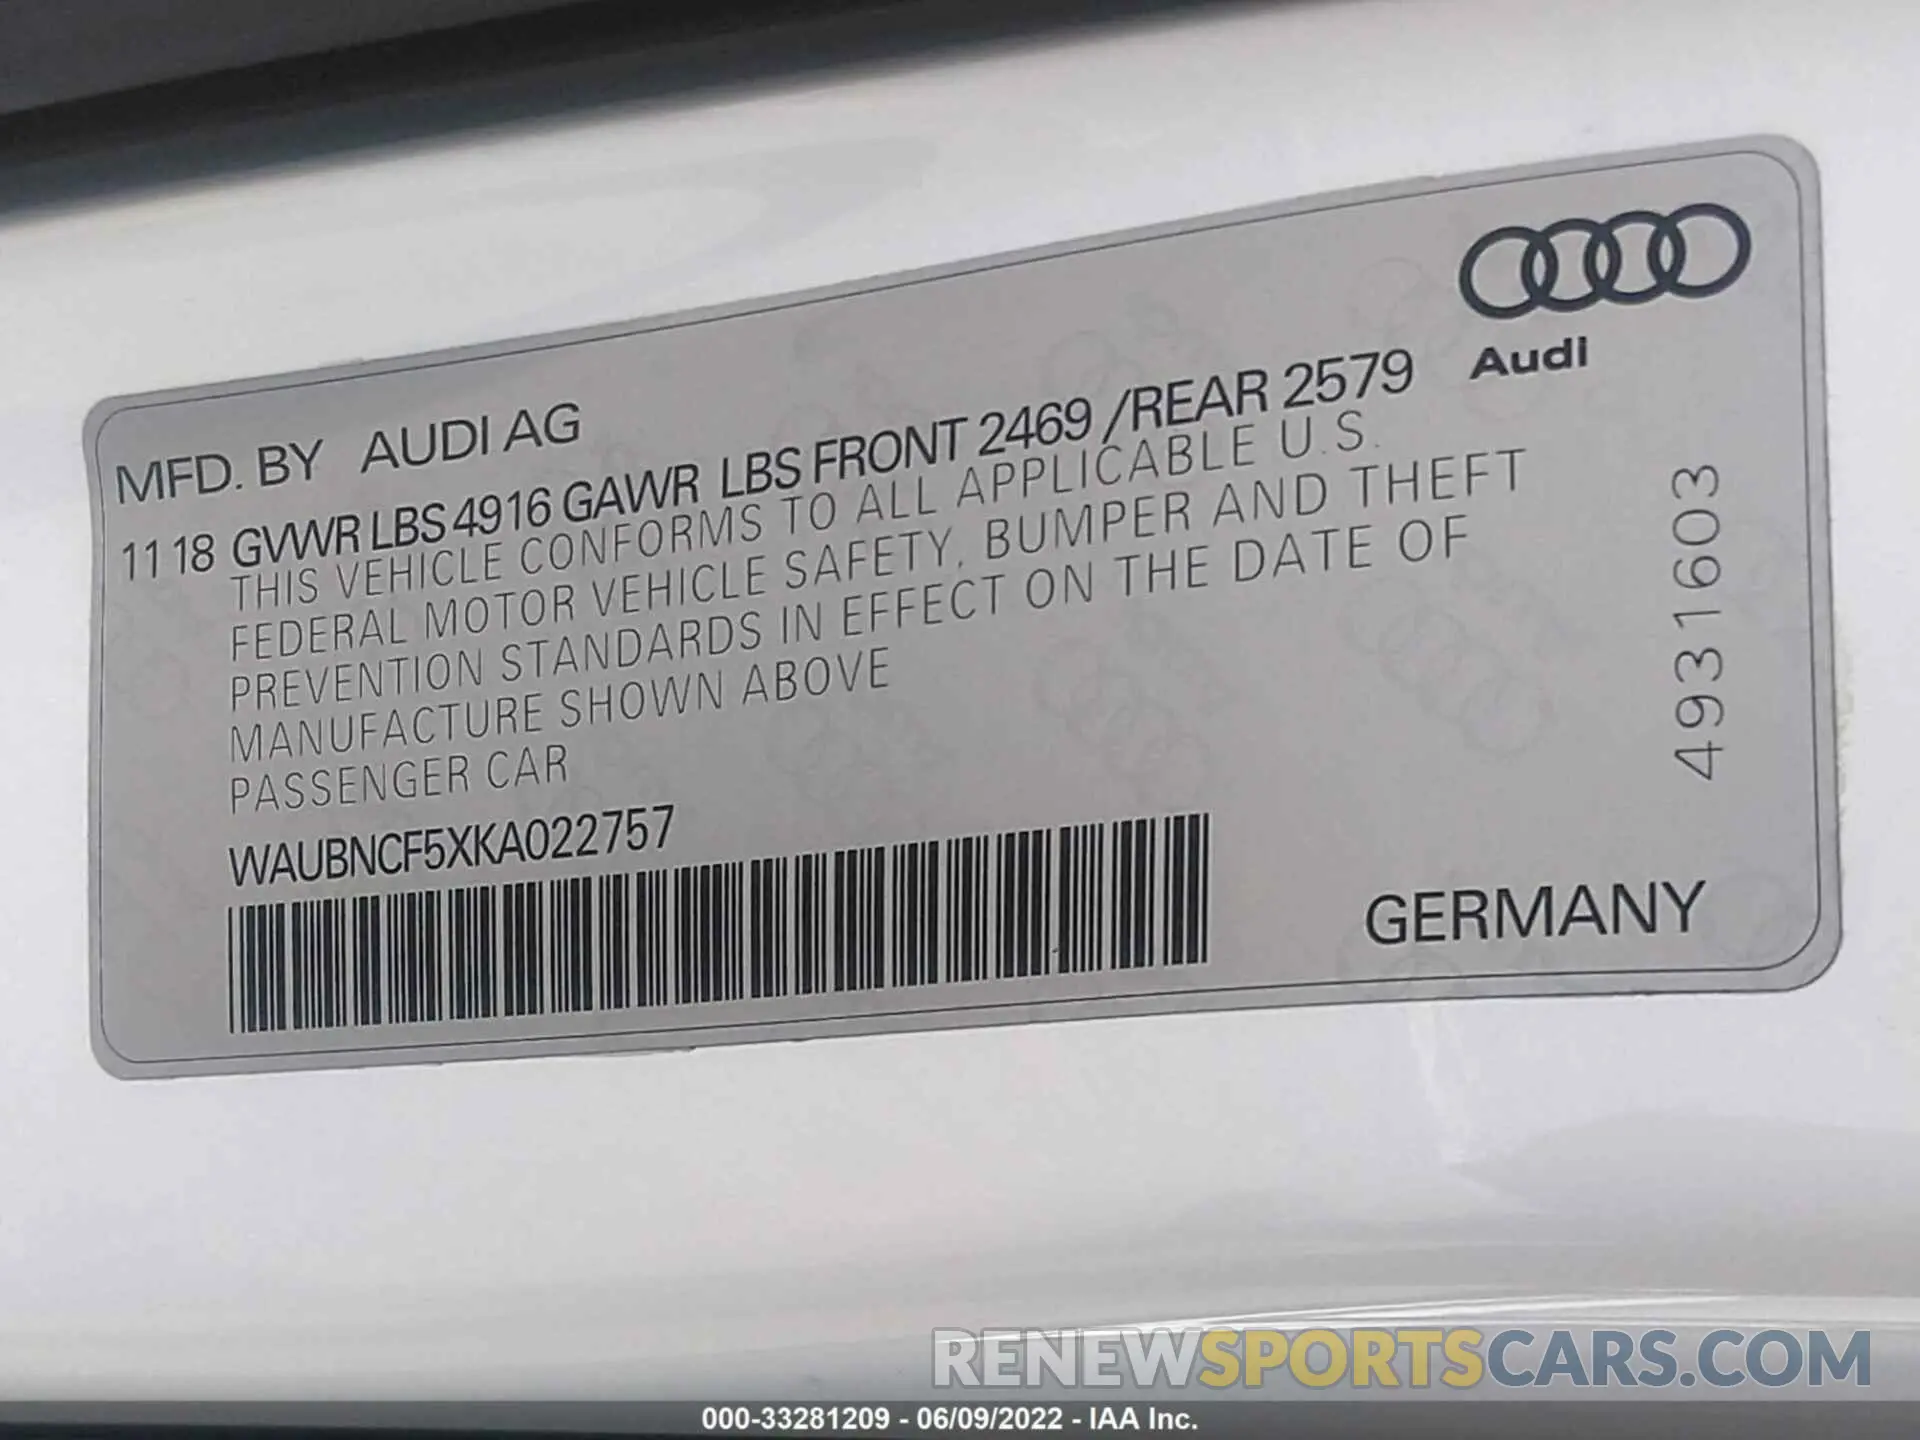 Audi
MFD. BY AUDI AG
11 18 GVWR LBS 4916 GAWR LBS FRONT 2469 /REAR 2579
THIS VEHICLE CONFORMS TO ALL APPLICABLE U.S.
FEDERAL MOTOR VEHICLE SAFETY, BUMPER AND THEFT
PREVENTION STANDARDS IN EFFECT ON THE DATE OF
MANUFACTURE SHOWN ABOVE
PASSENGER CAR
WAUBNCF5XKA022757
GERMANY
4931603
RENEWSPORTSCARS.COM
000-33281209 - 06/09/2022 - IAA Inc.